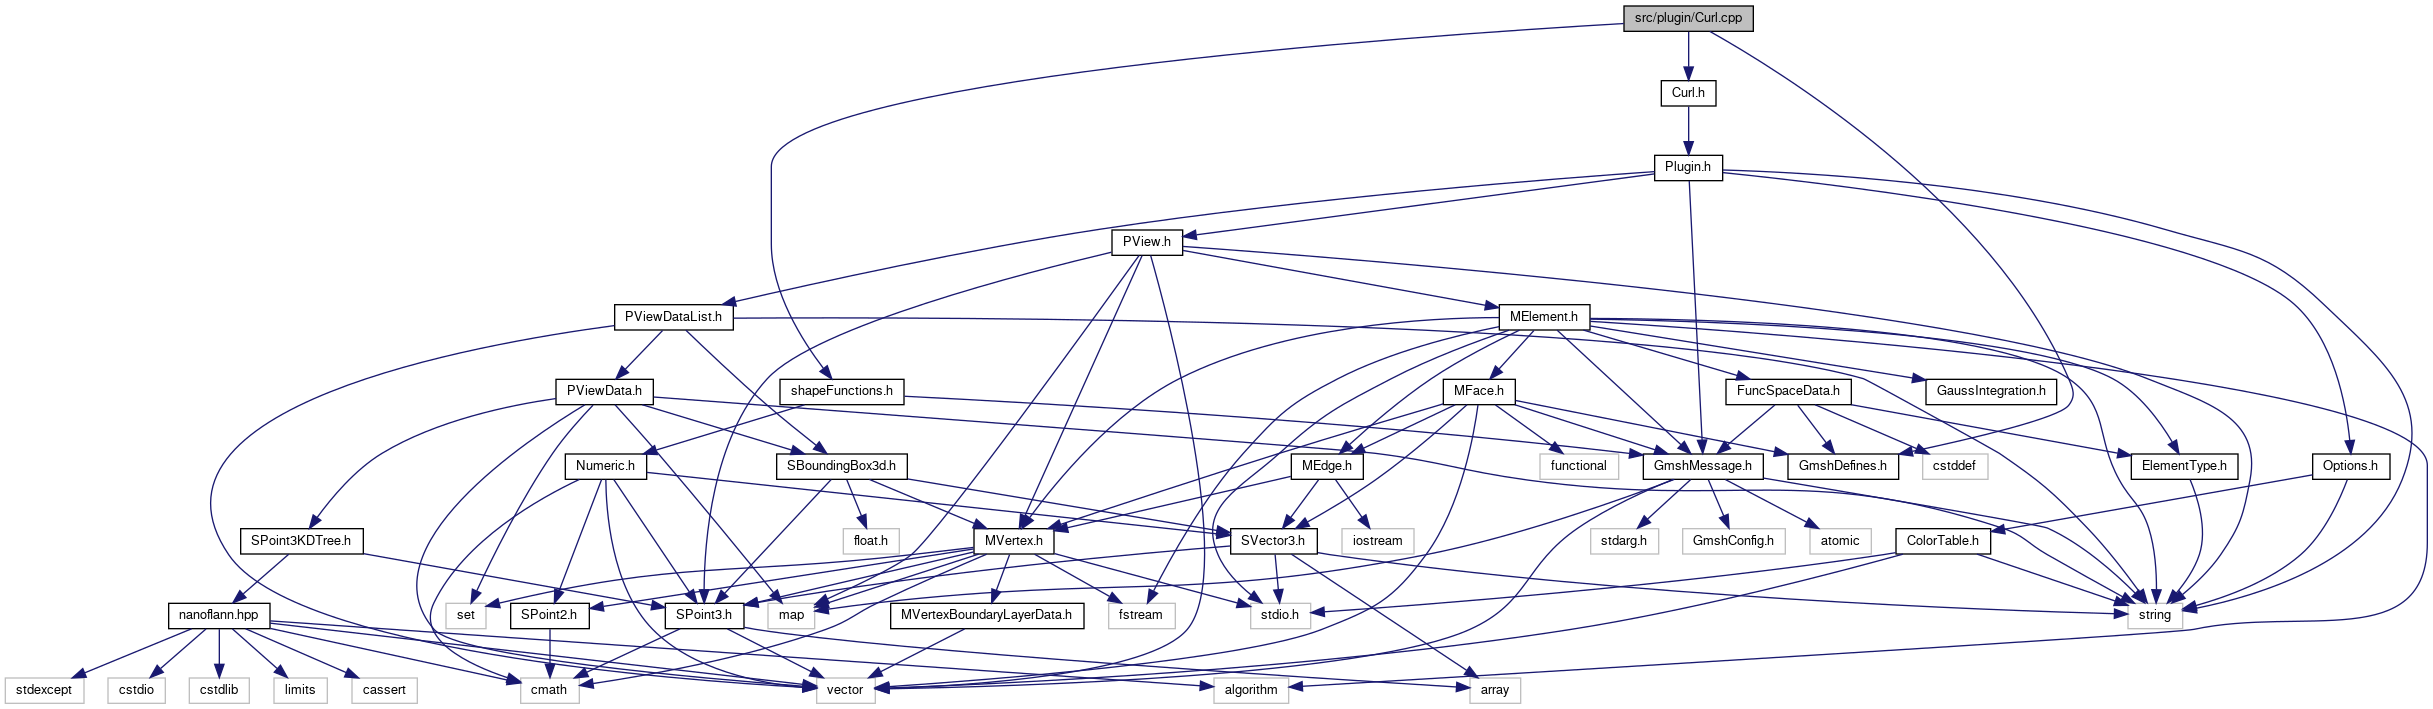 src/plugin/Curl.cpp
Curl.h
Plugin.h
PView.h
PViewDataList.h
MElement.h
PViewData.h
shapeFunctions.h
MFace.h
FuncSpaceData.h
GaussIntegration.h
Numeric.h
SBoundingBox3d.h
MEdge.h
functional
GmshMessage.h
GmshDefines.h
cstddef
ElementType.h
Options.h
SPoint3KDTree.h
float.h
MVertex.h
SVector3.h
iostream
stdarg.h
GmshConfig.h
atomic
ColorTable.h
nanoflann.hpp
set
SPoint2.h
SPoint3.h
map
MVertexBoundaryLayerData.h
fstream
stdio.h
string
stdexcept
cstdio
cstdlib
limits
cassert
cmath
vector
algorithm
array